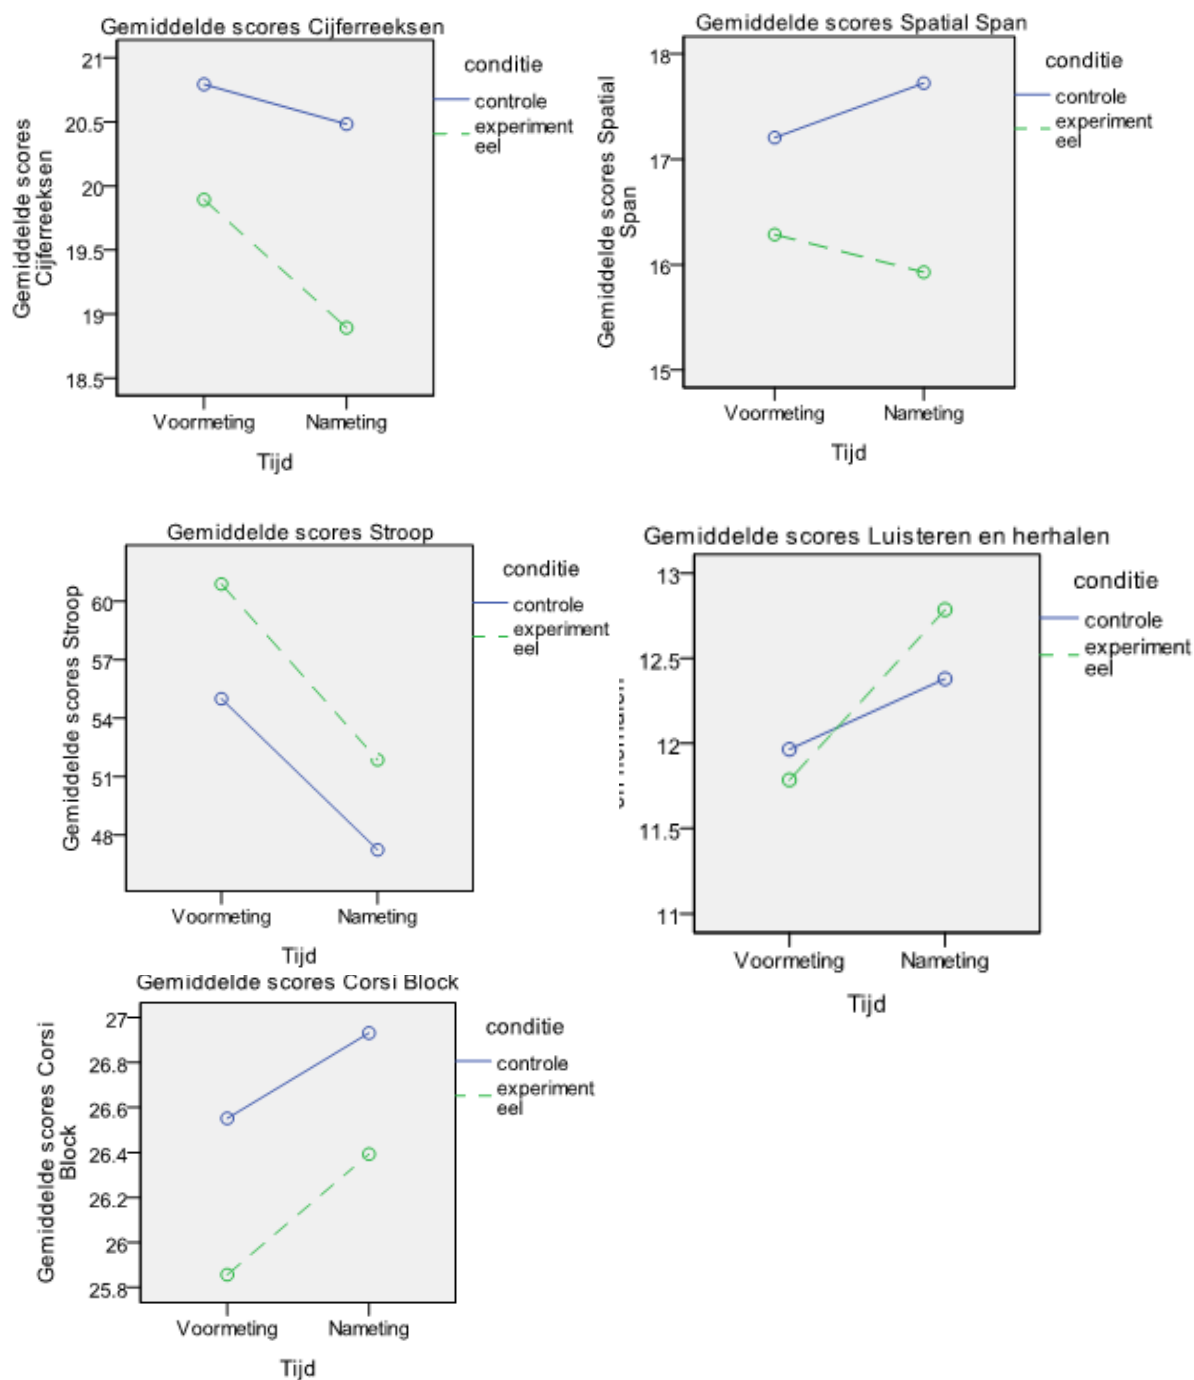 Gemiddelde scores Cijferreeksen
Gemiddelde scores
Cijferreeksen
21
20.5
20
19.5
19
18.5
Voormeting
Nameting
Tijd
conditie
controle
experiment
eel
Gemiddelde scores Spatial Span
Gemiddelde scores Spatial
Span
18
17
16
15
Voormeting
Nameting
Tijd
conditie
controle
experiment
eel
Gemiddelde scores Stroop
Gemiddelde scores Stroop
60
57
54
51
48
Voormeting
Nameting
Tijd
conditie
controle
experiment
eel
Gemiddelde scores Luisteren en herhalen
en herhalen
13
12.5
12
11.5
11
Voormeting
Nameting
Tijd
conditie
controle
experiment
eel
Gemiddelde scores Corsi Block
Gemiddelde scores Corsi
Block
27
26.8
26.6
26.4
26.2
26
25.8
Voormeting
Nameting
Tijd
conditie
controle
experiment
eel